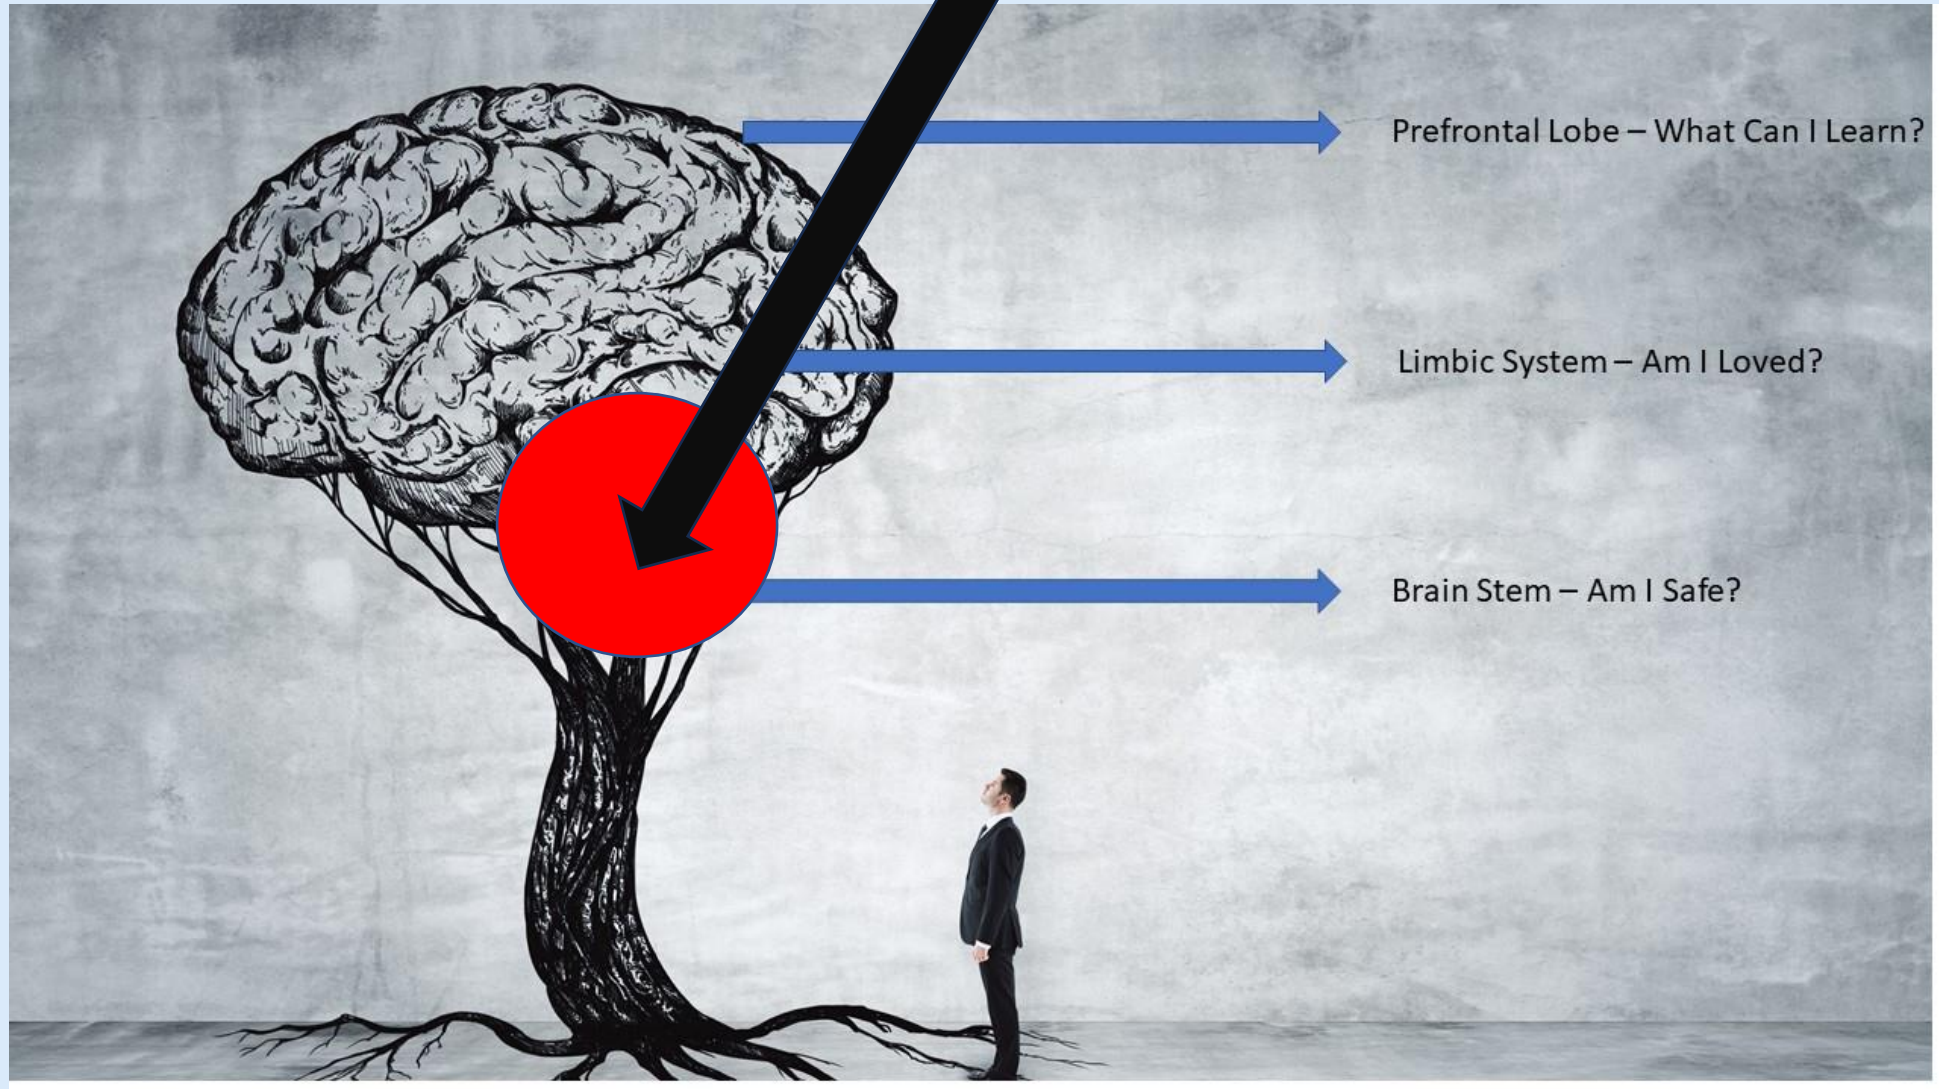 Prefrontal Lobe – What Can I Learn?
Limbic System – Am I Loved?
Brain Stem – Am I Safe?